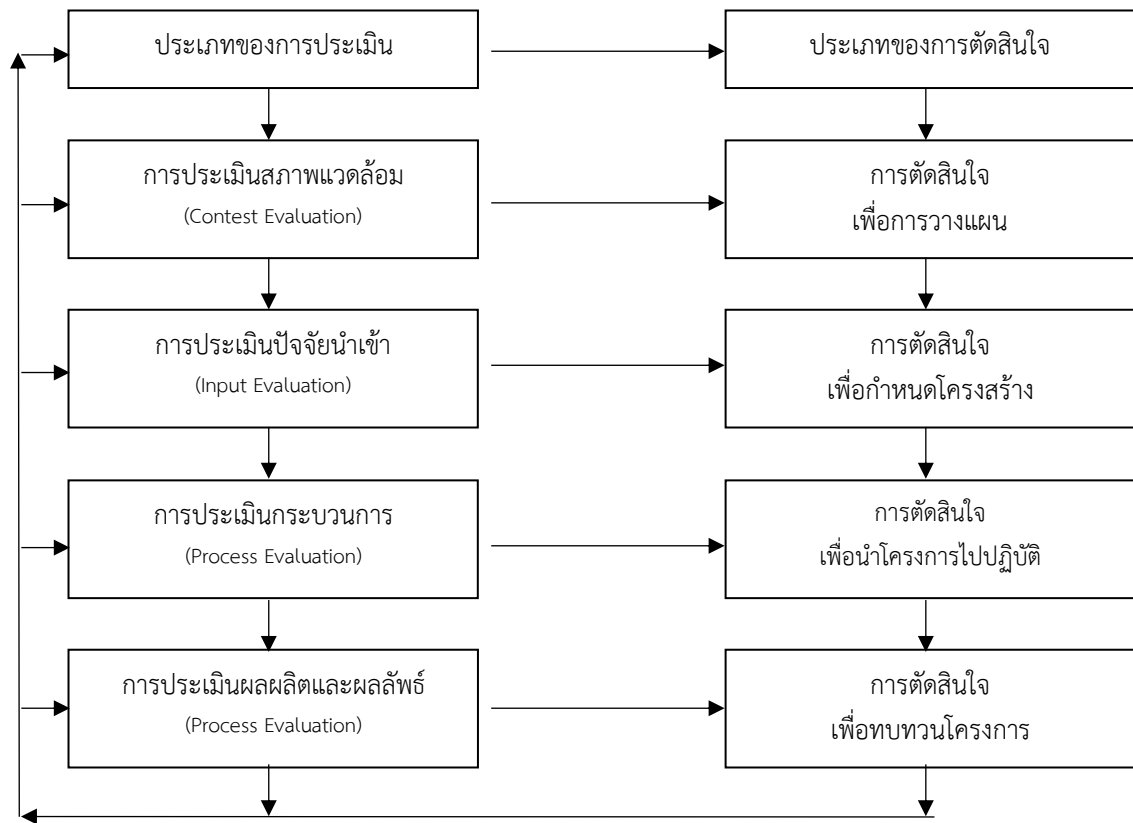 ประเภทของการประเมิน
ประเภทของการตัดสินใจ
การประเมินสภาพแวดล้อม
(Contest Evaluation)
การตัดสินใจ
เพื่อการวางแผน
การประเมินปัจจัยนำเข้า
(Input Evaluation)
การตัดสินใจ
เพื่อกำหนดโครงสร้าง
การประเมินกระบวนการ
(Process Evaluation)
การตัดสินใจ
เพื่อนำโครงการไปปฏิบัติ
การประเมินผลผลิตและผลลัพธ์
(Process Evaluation)
การตัดสินใจ
เพื่อทบทวนโครงการ